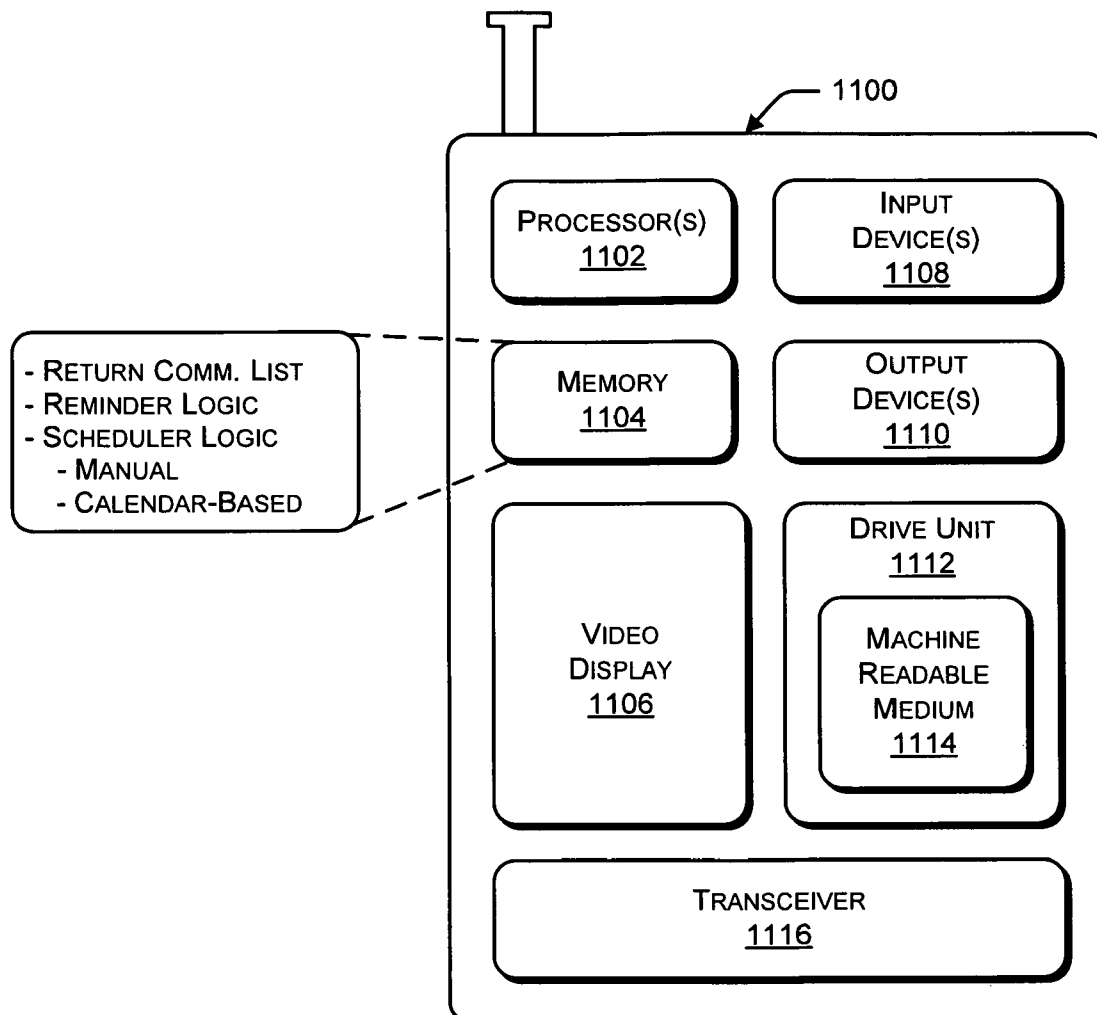 1100
PROCESSOR(S)
1102
INPUT
DEVICE(S)
1108
- RETURN COMM. LIST
- REMINDER LOGIC
- SCHEDULER LOGIC
- MANUAL
- CALENDAR-BASED
MEMORY
1104
OUTPUT
DEVICE(S)
1110
VIDEO
DISPLAY
1106
DRIVE UNIT
1112
MACHINE
READABLE
MEDIUM
1114
TRANSCEIVER
1116